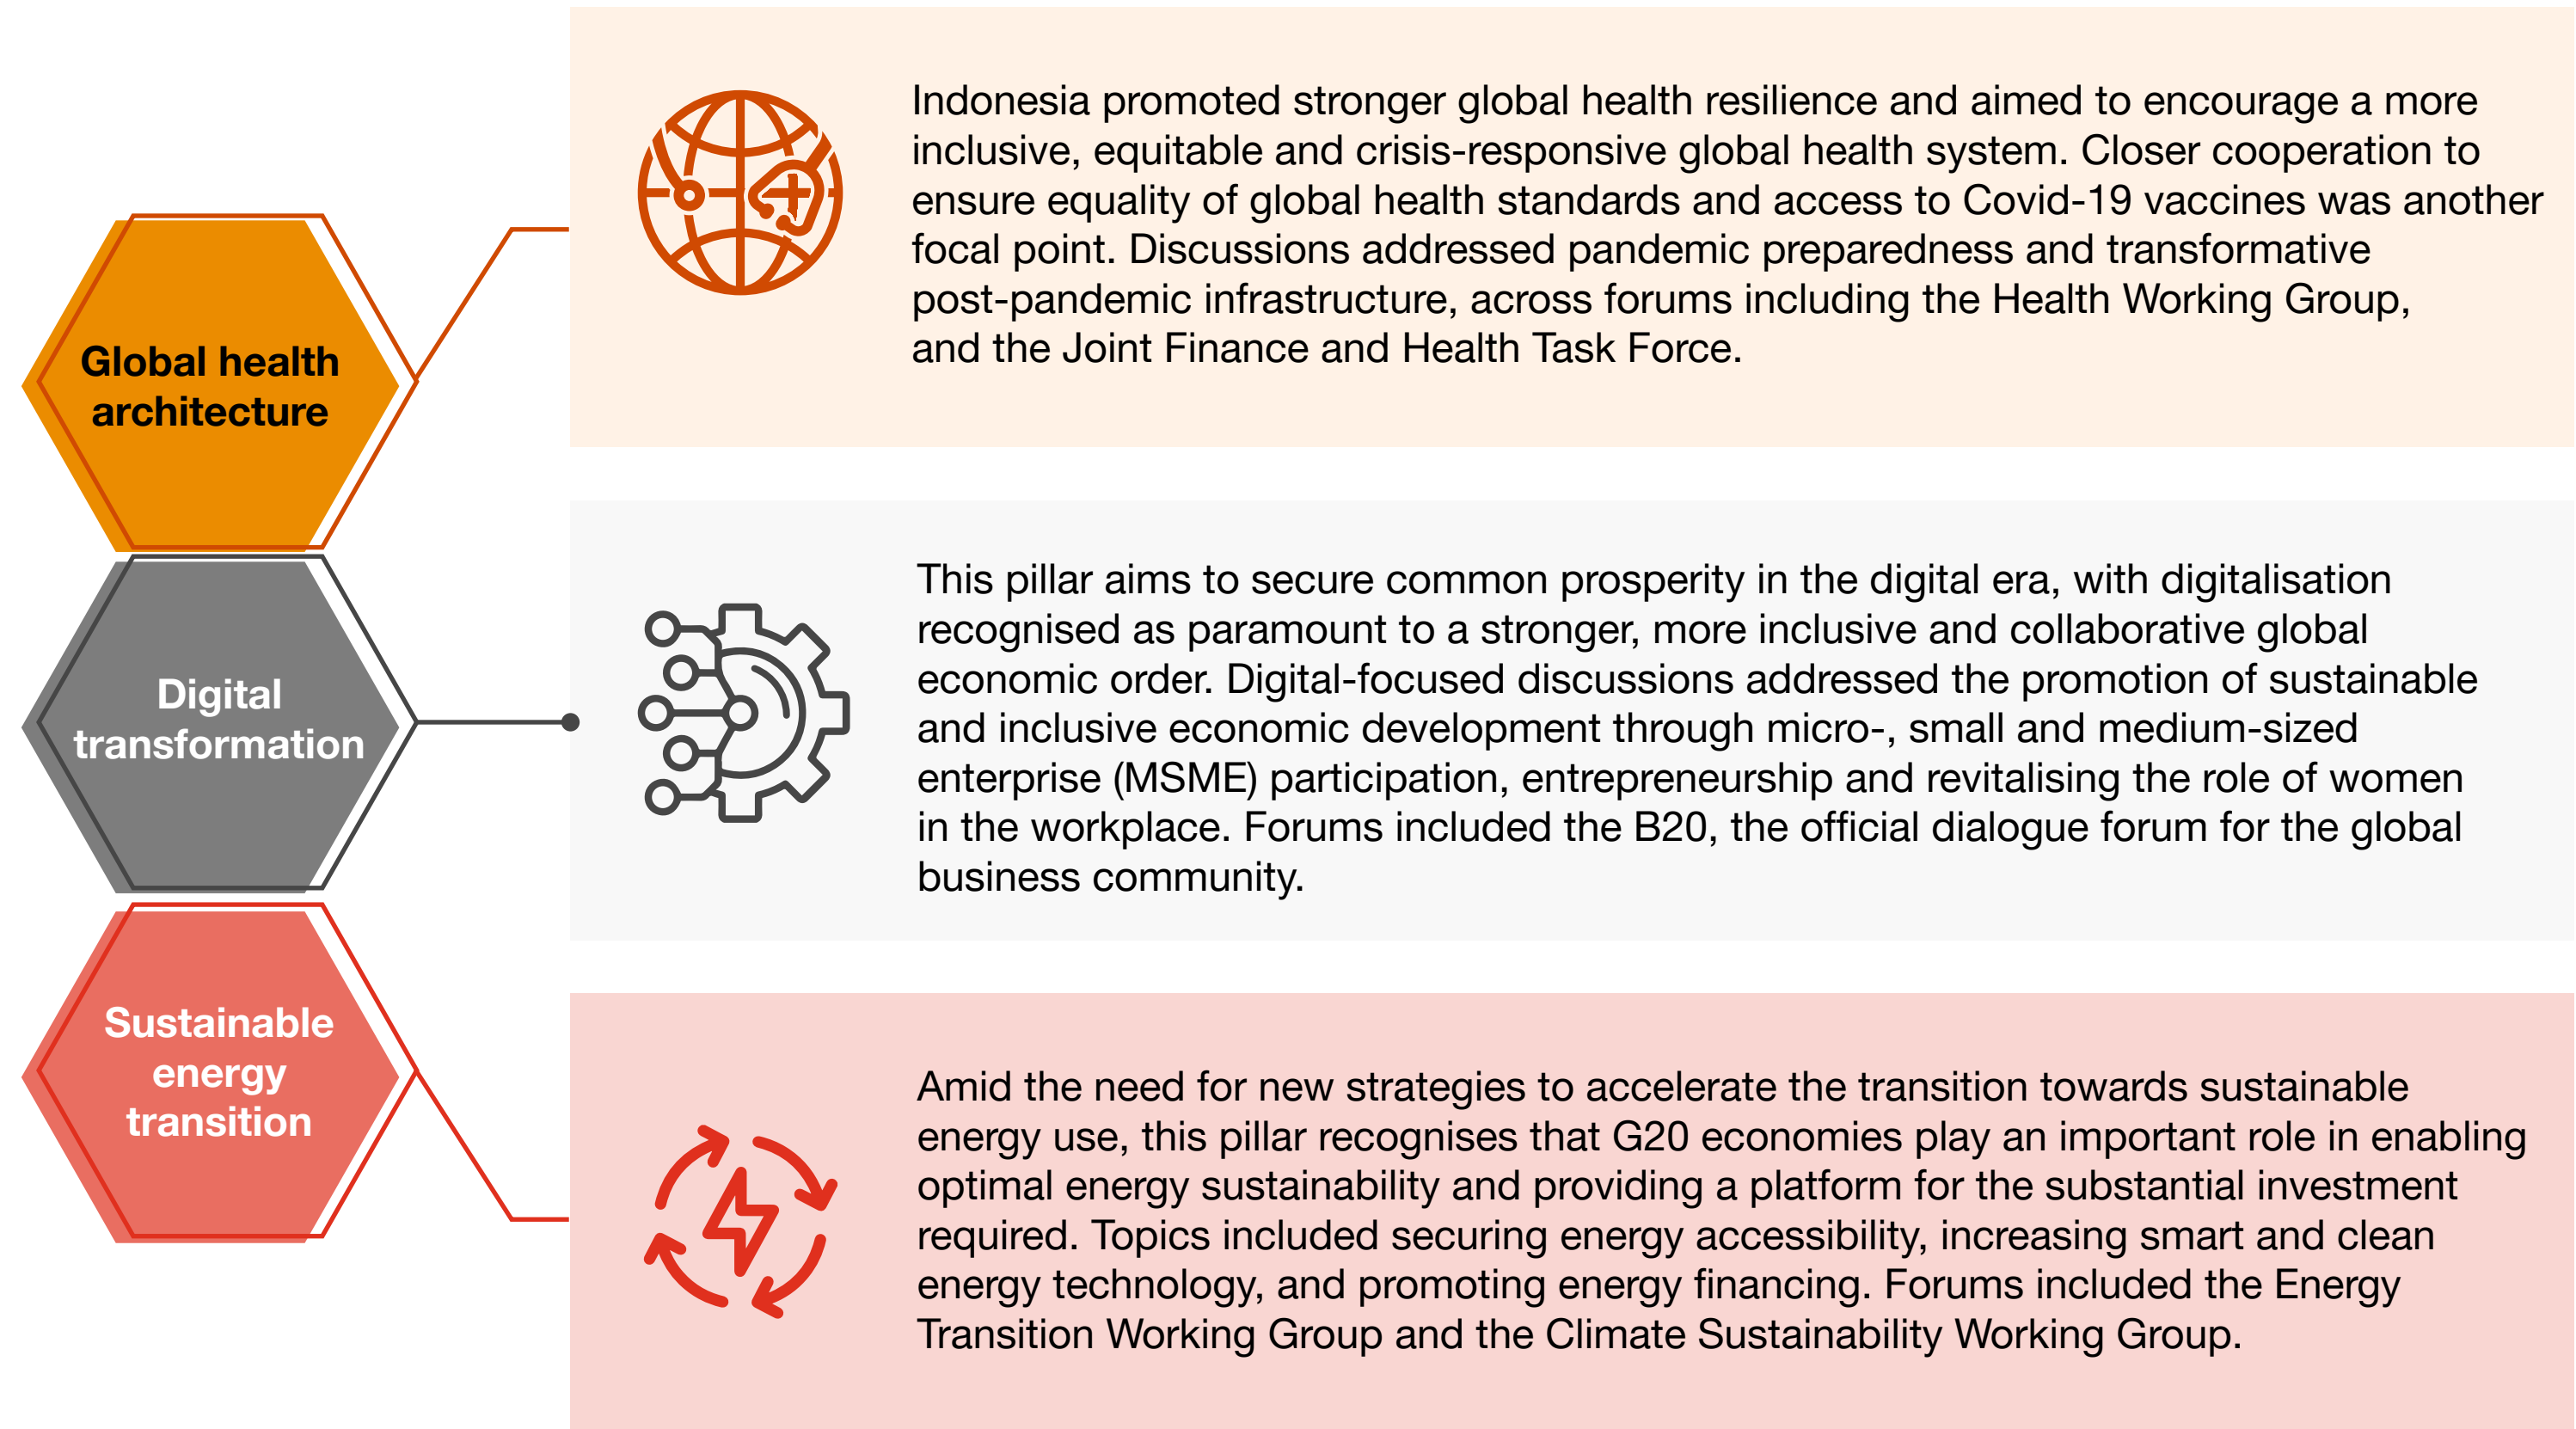 Global health
architecture
Indonesia promoted stronger global health resilience and aimed to encourage a more
inclusive, equitable and crisis-responsive global health system. Closer cooperation to
ensure equality of global health standards and access to Covid-19 vaccines was another
focal point. Discussions addressed pandemic preparedness and transformative
post-pandemic infrastructure, across forums including the Health Working Group,
and the Joint Finance and Health Task Force.
Digital
transformation
This pillar aims to secure common prosperity in the digital era, with digitalisation
recognised as paramount to a stronger, more inclusive and collaborative global
economic order. Digital-focused discussions addressed the promotion of sustainable
and inclusive economic development through micro-, small and medium-sized
enterprise (MSME) participation, entrepreneurship and revitalising the role of women
in the workplace. Forums included the B20, the official dialogue forum for the global
business community.
Sustainable
energy
transition
Amid the need for new strategies to accelerate the transition towards sustainable
energy use, this pillar recognises that G20 economies play an important role in enabling
optimal energy sustainability and providing a platform for the substantial investment
required. Topics included securing energy accessibility, increasing smart and clean
energy technology, and promoting energy financing. Forums included the Energy
Transition Working Group and the Climate Sustainability Working Group.